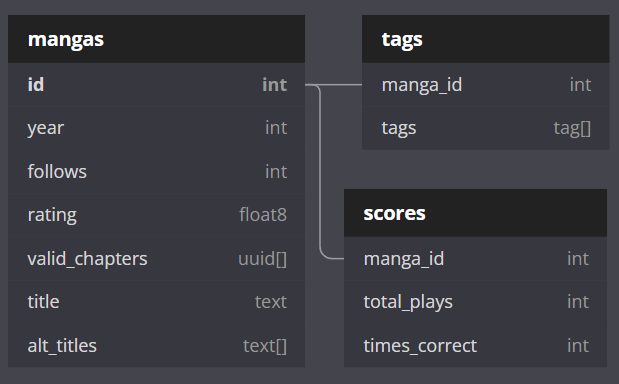 mangas
id int
year int
follows int
rating float8
valid_chapters uuid[]
title text
alt_titles text[]
tags
manga_id int
tags tag[]
scores
manga_id int
total_plays int
times_correct int